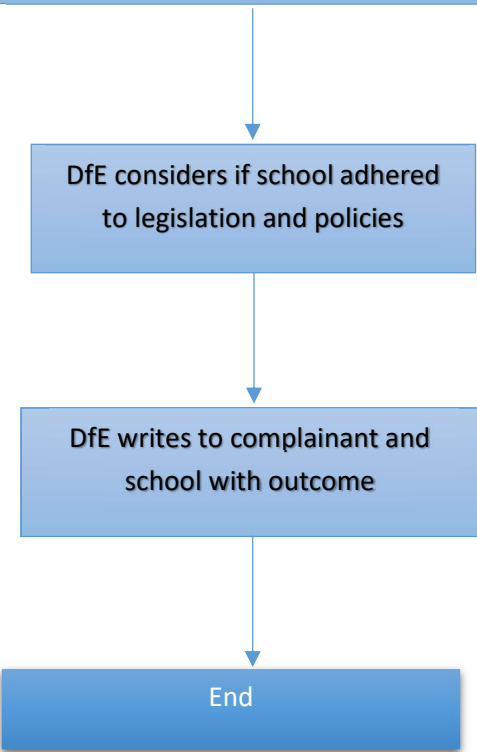 DfE considers if school adhered
to legislation and policies
DfE writes to complainant and
school with outcome
End